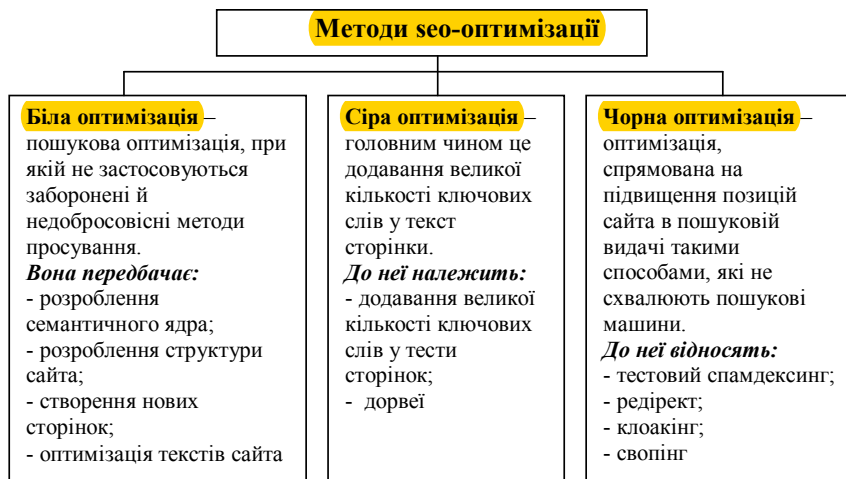 Методи seo-оптимізації
Біла оптимізація –
пошукова оптимізація, при
якій не застосовуються
заборонені й
недобросовісні методи
просування.
Вона передбачає:
- розроблення
семантичного ядра;
- розроблення структури
сайта;
- створення нових
сторінок;
- оптимізація текстів сайта
Сіра оптимізація –
головним чином це
додавання великої
кількості ключових
слів у текст
сторінки.
До неї належить:
- додавання великої
кількості ключових
слів у тести
сторінок;
- дорвеї
Чорна оптимізація –
оптимізація,
спрямована на
підвищення позицій
сайта в пошуковій
видачі такими
способами, які не
схвалюють пошукові
машини.
До неї відносять:
- тестовий спамдексинг;
- редірект;
- клоакінг;
- свопінг